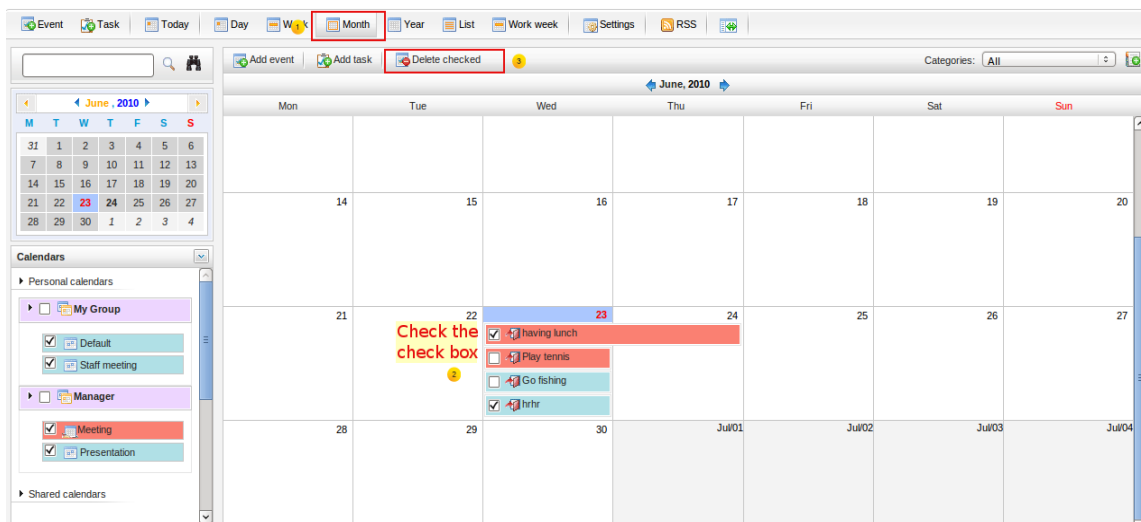 Event Task Today Day Week Month Year List Work week Settings RSS
1
Add event Add task Delete checked 3 Categories: All
June, 2010
Mon Tue Wed Thu Fri Sat Sun
June , 2010
M T W T F S S
31 1 2 3 4 5 6
7 8 9 10 11 12 13
14 15 16 17 18 19 20
21 22 23 24 25 26 27
28 29 30 1 2 3 4
Calendars
Personal calendars
My Group
Default
Staff meeting
Manager
Meeting
Presentation
Shared calendars
14 15 16 17 18 19 20
21 22 23 24 25 26 27
Check the
check box
2
having lunch
Play tennis
Go fishing
hrhr
28 29 30 Jul/01 Jul/02 Jul/03 Jul/04